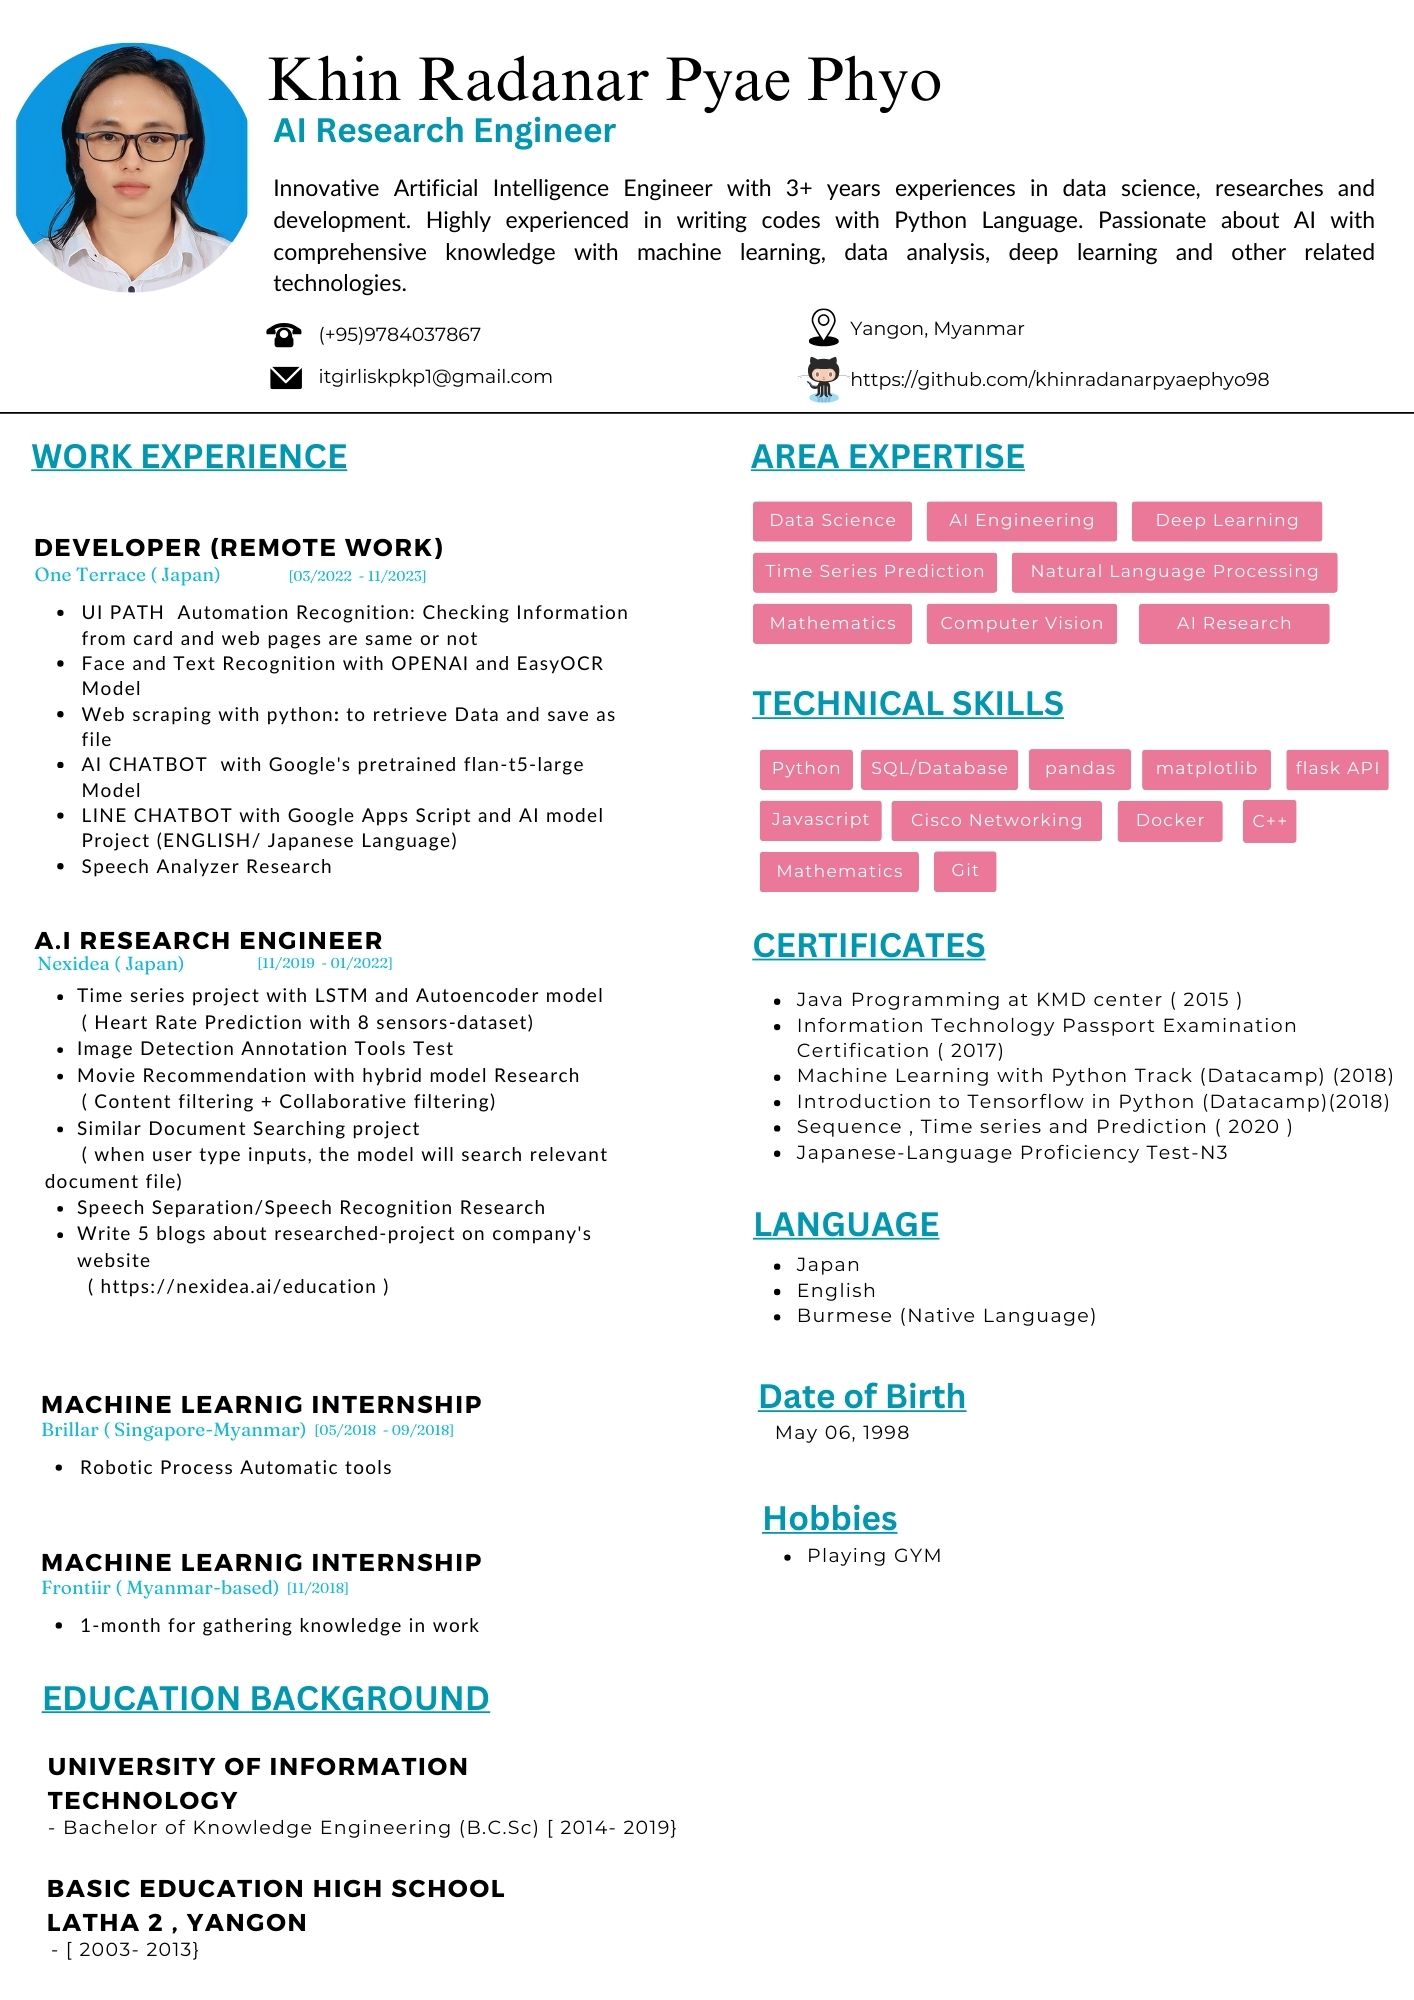 Khin Radanar Pyae Phyo
AI Research Engineer
Innovative Artificial Intelligence Engineer with 3+ years experiences in data science, researches and
development. Highly experienced in writing codes with Python Language. Passionate about AI with
comprehensive knowledge with machine learning, data analysis, deep learning and other related
technologies.
(+95)9784037867
itgirliskpkp1@gmail.com
Yangon, Myanmar
https://github.com/khinradanarpyaephyo98
WORK EXPERIENCE
DEVELOPER (REMOTE WORK)
One Terrace ( Japan) [03/2022 - 11/2023]
• UI PATH Automation Recognition: Checking Information
from card and web pages are same or not
• Face and Text Recognition with OPENAI and EasyOCR
Model
• Web scraping with python: to retrieve Data and save as
file
• AI CHATBOT with Google's pretrained flan-t5-large
Model
• LINE CHATBOT with Google Apps Script and AI model
Project (ENGLISH/ Japanese Language)
• Speech Analyzer Research
A.I RESEARCH ENGINEER
Nexidea ( Japan) [11/2019 - 01/2022]
• Time series project with LSTM and Autoencoder model
( Heart Rate Prediction with 8 sensors-dataset)
• Image Detection Annotation Tools Test
• Movie Recommendation with hybrid model Research
( Content filtering + Collaborative filtering)
• Similar Document Searching project
( when user type inputs, the model will search relevant
document file)
• Speech Separation/Speech Recognition Research
• Write 5 blogs about researched-project on company's
website
( https://nexidea.ai/education )
MACHINE LEARNIG INTERNSHIP
Brillar ( Singapore-Myanmar) [05/2018 - 09/2018]
• Robotic Process Automatic tools
MACHINE LEARNIG INTERNSHIP
Frontiir ( Myanmar-based) [11/2018]
• 1-month for gathering knowledge in work
EDUCATION BACKGROUND
UNIVERSITY OF INFORMATION
TECHNOLOGY
- Bachelor of Knowledge Engineering (B.C.Sc) [ 2014- 2019}
BASIC EDUCATION HIGH SCHOOL
LATHA 2 , YANGON
- [ 2003- 2013}
AREA EXPERTISE
Data Science AI Engineering Deep Learning
Time Series Prediction Natural Language Processing
Mathematics Computer Vision AI Research
TECHNICAL SKILLS
Python SQL/Database pandas matplotlib flask API
Javascript Cisco Networking Docker C++
Mathematics Git
CERTIFICATES
• Java Programming at KMD center ( 2015 )
• Information Technology Passport Examination
Certification ( 2017)
• Machine Learning with Python Track (Datacamp) (2018)
• Introduction to Tensorflow in Python (Datacamp)(2018)
• Sequence , Time series and Prediction ( 2020 )
• Japanese-Language Proficiency Test-N3
LANGUAGE
• Japan
• English
• Burmese (Native Language)
Date of Birth
May 06, 1998
Hobbies
• Playing GYM